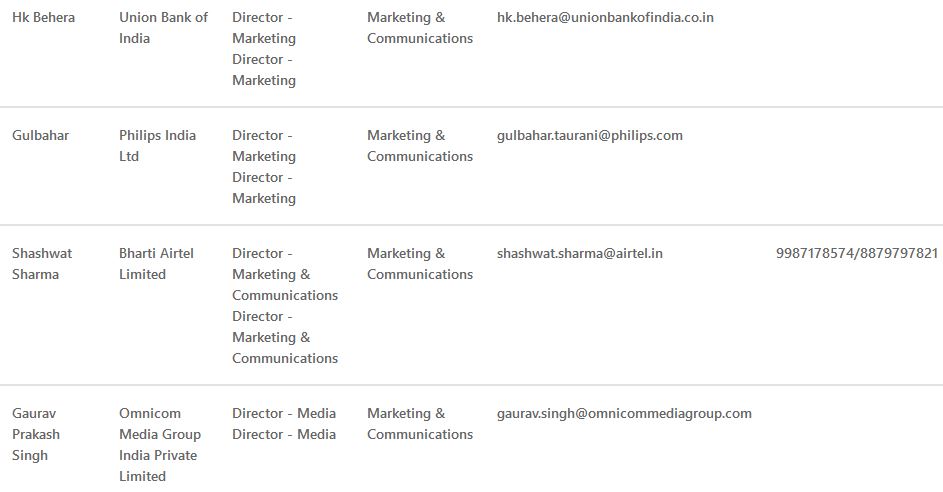 Hk Behera Union Bank of Director - Marketing & hk.behera@unionbankofindia.co.in
India Marketing Communications
Director -
Marketing
Gulbahar Philips India Director - Marketing & gulbahar.taurani@philips.com
Ltd Marketing Communications
Director -
Marketing
Shashwat Bharti Airtel Director - Marketing & shashwat.sharma@airtel.in 9987178574/8879797821
Sharma Limited Marketing & Communications
Communications
Director -
Marketing &
Communications
Gaurav Omnicom Director - Media Marketing & gaurav.singh@omnicommediagroup.com
Prakash Media Group Director - Media Communications
Singh India Private
Limited